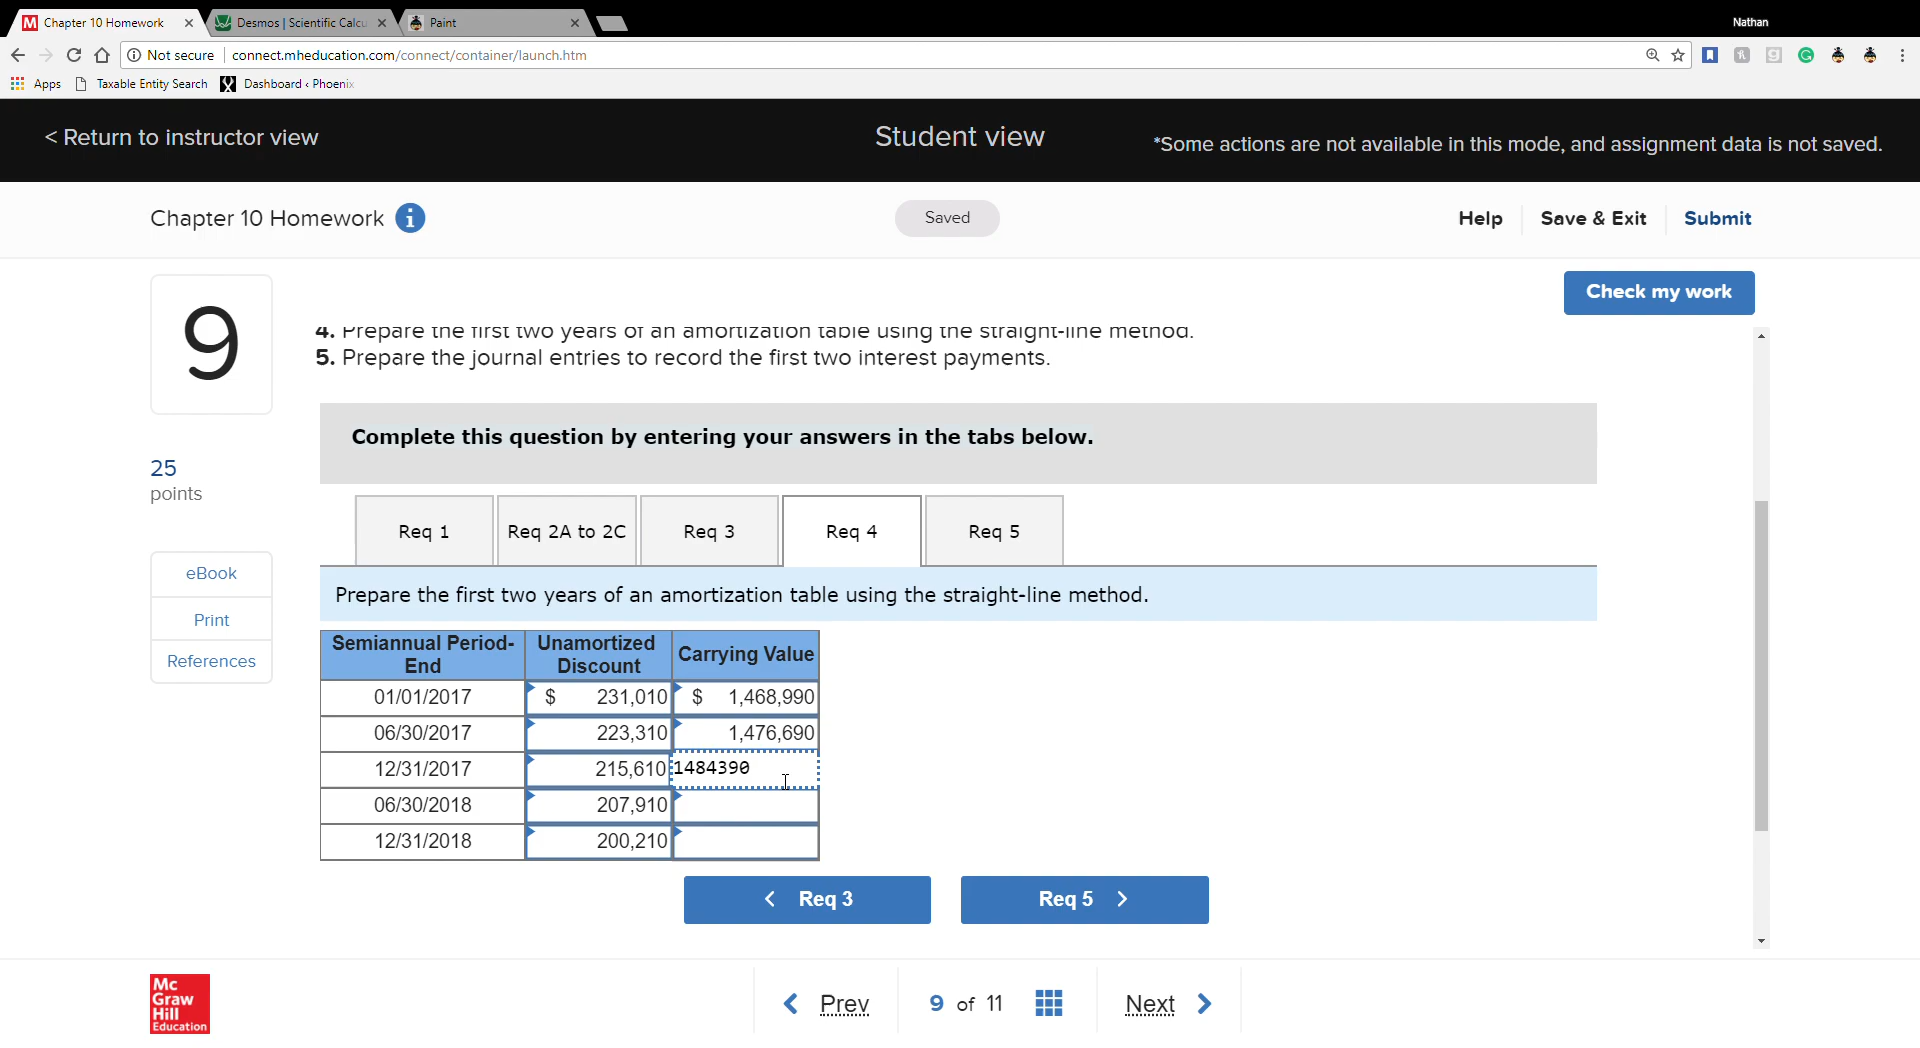 Chapter 10 Homework
Desmos | Scientific Calcu
Paint
Nathan
Not secure
connect.mheducation.com/connect/container/launch.htm
Apps
Taxable Entity Search
Dashboard ‹ Phoenix
< Return to instructor view
Student view
*Some actions are not available in this mode, and assignment data is not saved.
Chapter 10 Homework
i
Saved
Help
Save & Exit
Submit
Check my work
9
25
points
eBook
Print
References
4. Prepare the first two years of an amortization table using the straight-line method.
5. Prepare the journal entries to record the first two interest payments.
Complete this question by entering your answers in the tabs below.
Req 1
Req 2A to 2C
Req 3
Req 4
Req 5
Prepare the first two years of an amortization table using the straight-line method.
Semiannual Period-End
Unamortized Discount
Carrying Value
01/01/2017 $ 231,010 $ 1,468,990
06/30/2017 223,310 1,476,690
12/31/2017 215,610 1484390
06/30/2018 207,910
12/31/2018 200,210
< Req 3
Req 5 >
Mc
Graw
Hill
Education
Prev
9 of 11
Next